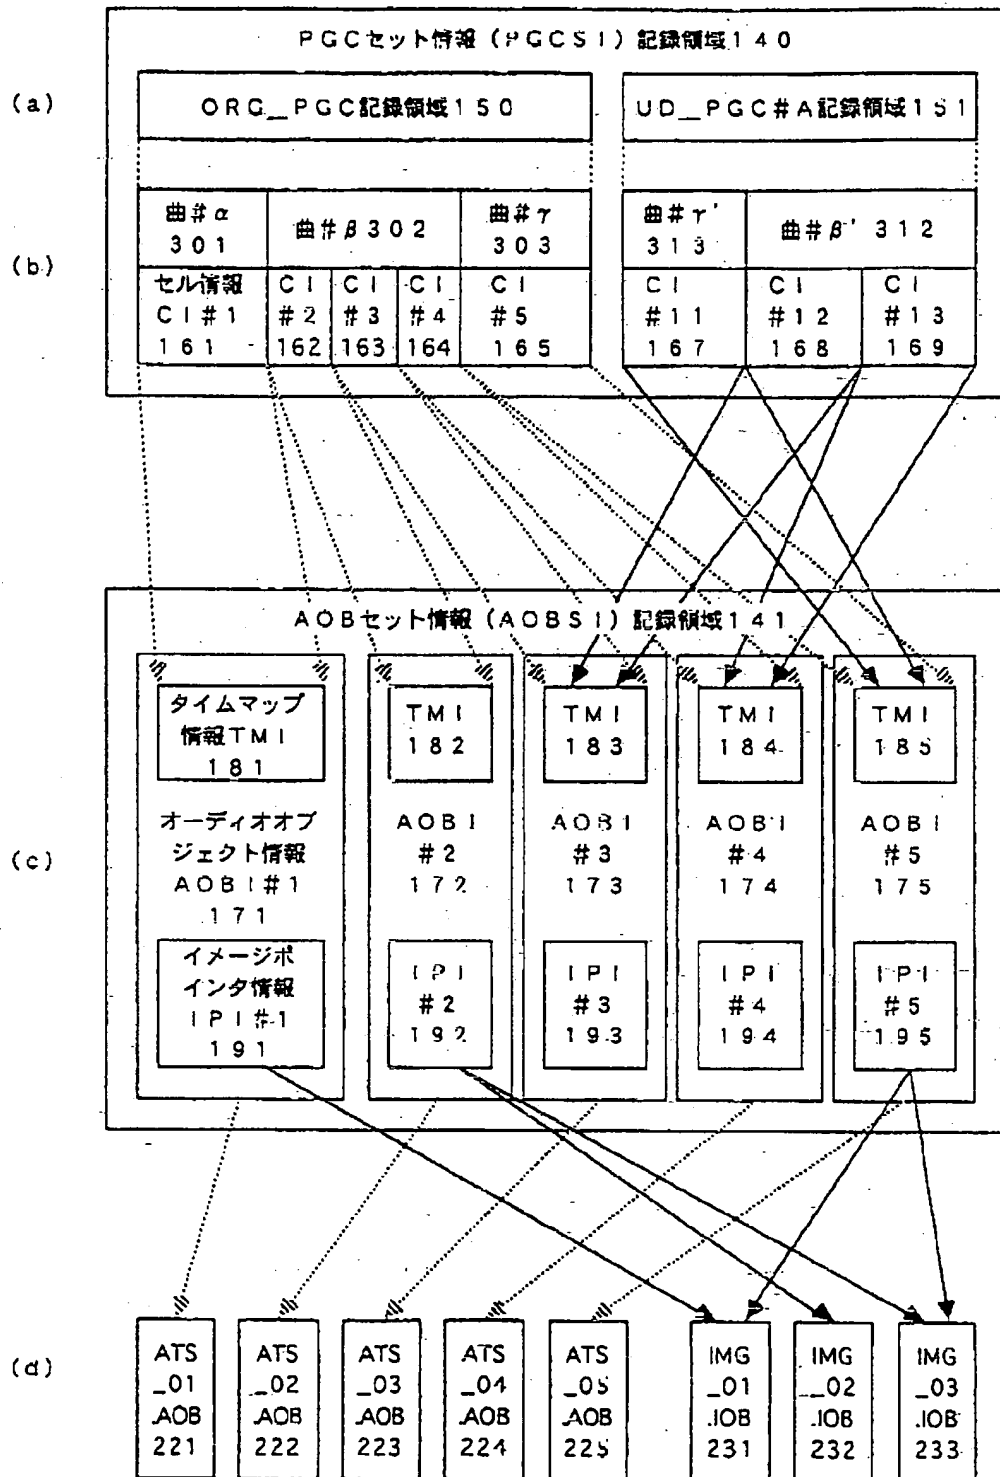 PGCセット情報（PGCSI）記録領域140
(a)
ORG_PGC記録領域150
UD_PGC#A記録領域151
(b)
曲#α
301
曲#β302
曲#γ
303
曲#γ'
313
曲#β'312
セル情報
CI#1
161
CI
#2
162
CI
#3
163
CI
#4
164
CI
#5
165
CI
#11
167
CI
#12
168
CI
#13
169
AOBセット情報（AOBSI）記録領域141
(c)
タイムマップ
情報TMI
181
オーディオオブ
ジェクト情報
AOBI#1
171
イメージポ
インタ情報
IPI#1
191
TMI
182
AOBI
#2
172
IPI
#2
192
TMI
183
AOBI
#3
173
IPI
#3
193
TMI
184
AOBI
#4
174
IPI
#4
194
TMI
185
AOBI
#5
175
IPI
#5
195
(d)
ATS
_01
.AOB
221
ATS
_02
.AOB
222
ATS
_03
.AOB
223
ATS
_04
.AOB
224
ATS
_05
.AOB
225
IMG
_01
.IOB
231
IMG
_02
.IOB
232
IMG
_03
.IOB
233